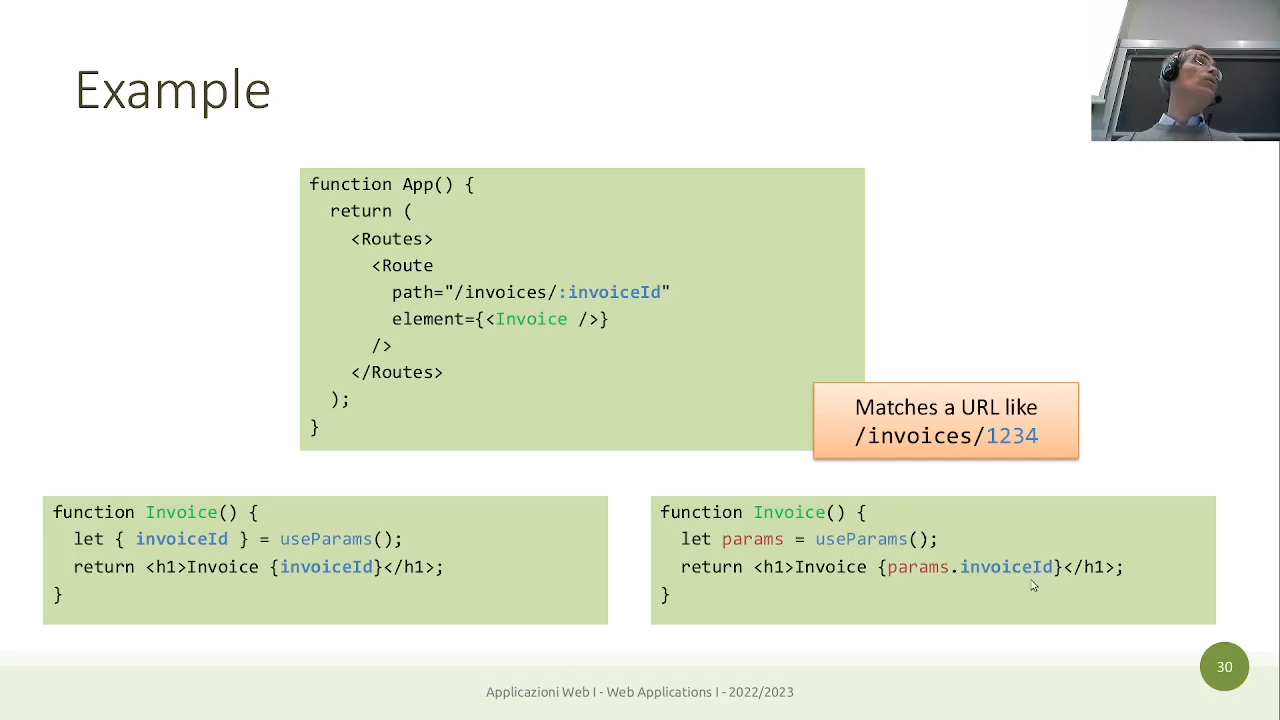 Example
function App() {
return (
<Routes>
<Route
path="/invoices/:invoiceId"
element={<Invoice />}
/>
</Routes>
);
}
Matches a URL like
/invoices/1234
function Invoice() {
let { invoiceId } = useParams();
return <h1>Invoice {invoiceId}</h1>;
}
function Invoice() {
let params = useParams();
return <h1>Invoice {params.invoiceId}</h1>;
}
30
Applicazioni Web I - Web Applications I - 2022/2023